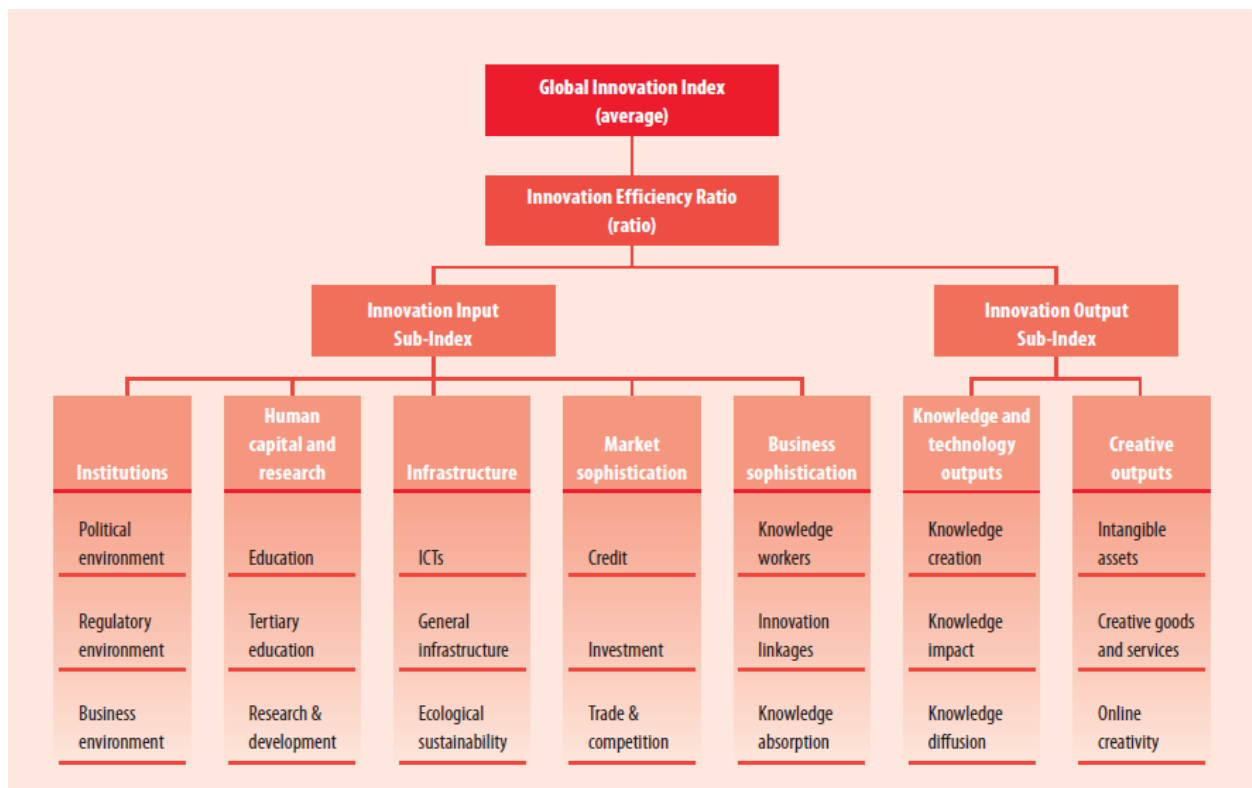 Global Innovation Index
(average)
Innovation Efficiency Ratio
(ratio)
Innovation Input
Sub-Index
Innovation Output
Sub-Index
Institutions
Human
capital and
research
Infrastructure
Market
sophistication
Business
sophistication
Knowledge and
technology
outputs
Creative
outputs
Political
environment
Education
ICTs
Credit
Knowledge
workers
Knowledge
creation
Intangible
assets
Regulatory
environment
Tertiary
education
General
infrastructure
Investment
Innovation
linkages
Knowledge
impact
Creative goods
and services
Business
environment
Research &
development
Ecological
sustainability
Trade &
competition
Knowledge
absorption
Knowledge
diffusion
Online
creativity